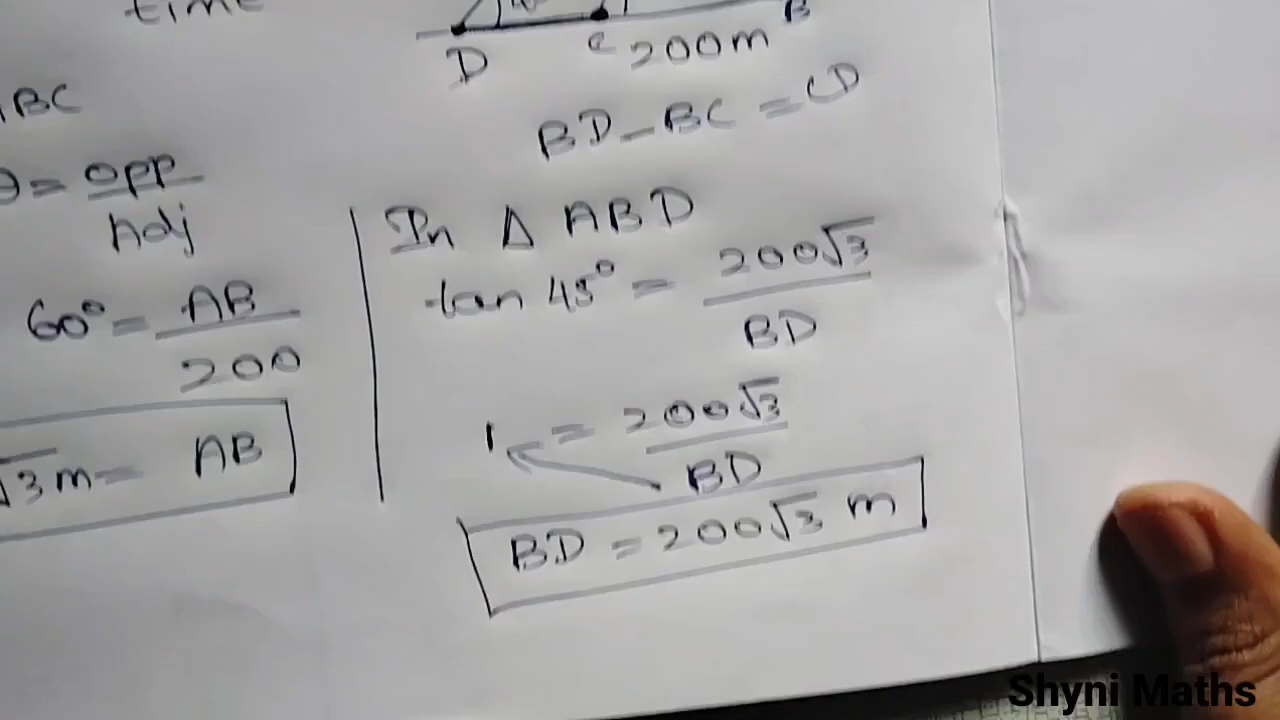 time
D C 200m B
BD - BC = CD
ABC
θ = opp / Adj
60° = AB / 200
√3 m = AB
In Δ ABD
tan 45° = 200√3 / BD
1 = 200√3 / BD
BD = 200√3 m
Shyni Maths